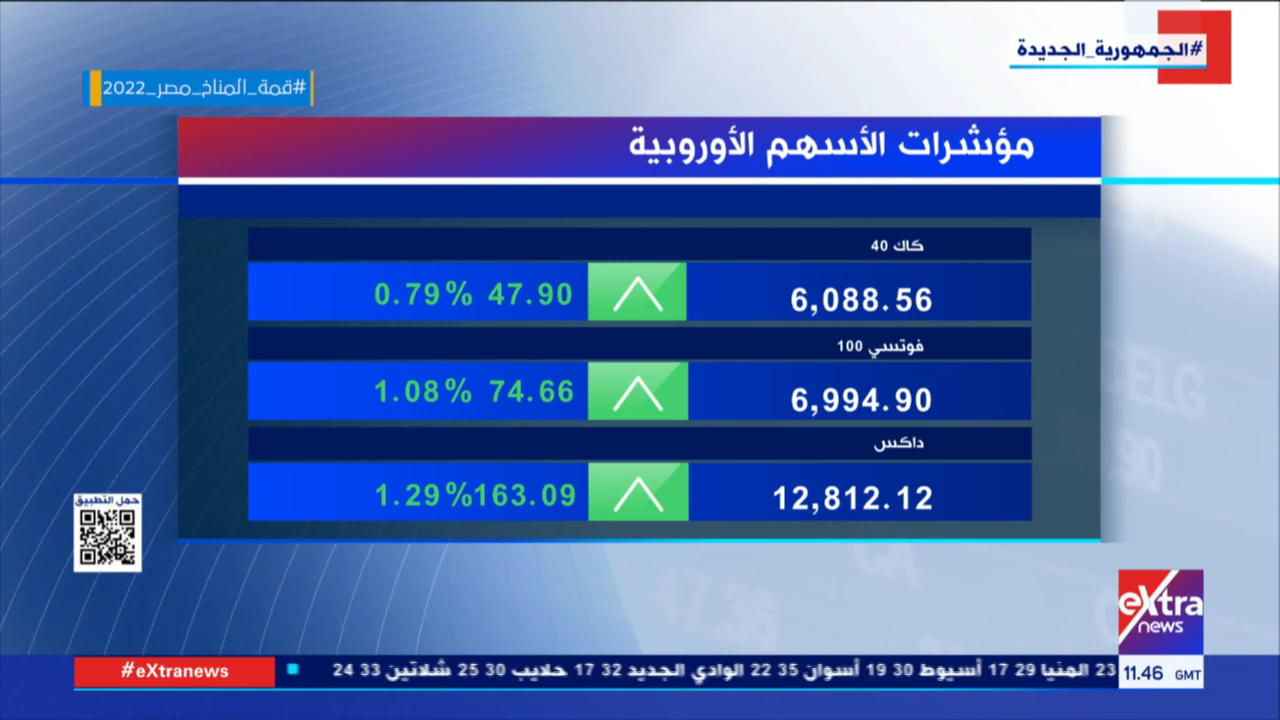 #الجمهورية_الجديدة
#قمة_المناخ_مصر_2022
مؤشرات الأسهم الأوروبية
كاك 40
6,088.56 47.90 0.79%
فوتسي 100
6,994.90 74.66 1.08%
داكس
12,812.12 163.09 1.29%
حمل التطبيق
eXtra
news
23 المنيا 29 17 أسيوط 30 19 أسوان 35 22 الوادي الجديد 32 17 حلايب 30 25 شلاتين 33 24
#eXtranews
11.46 GMT